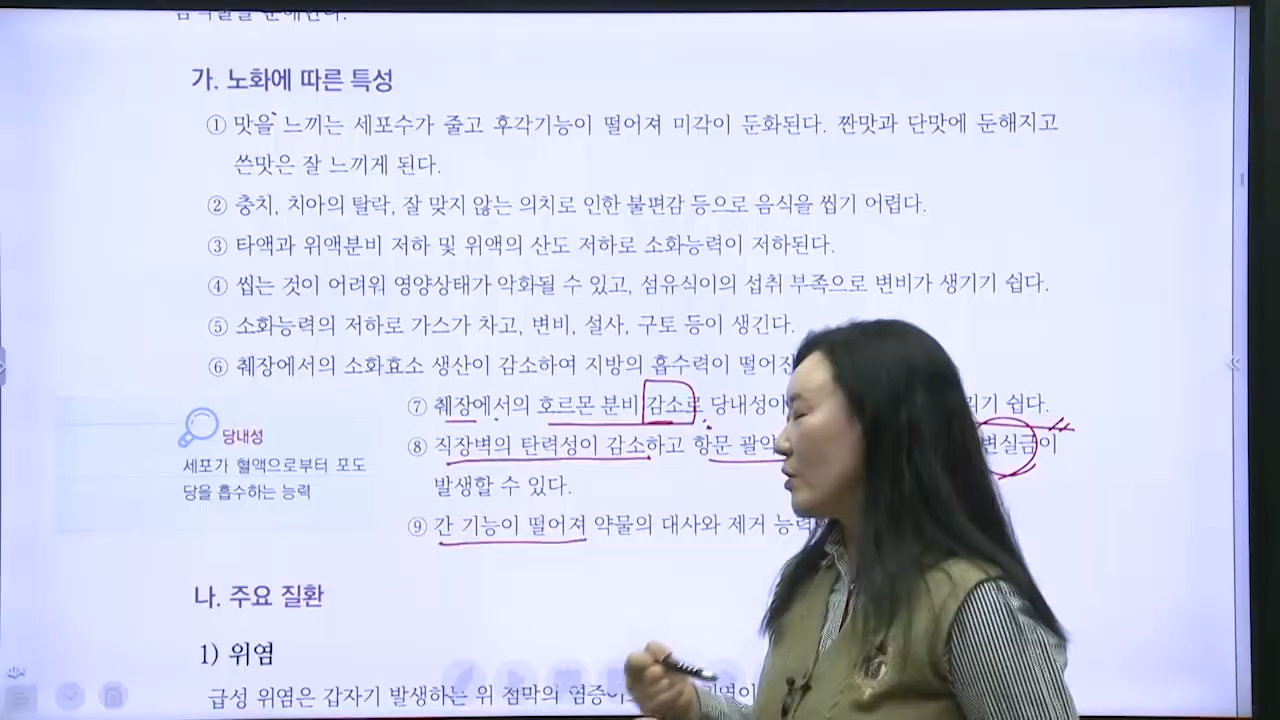 가. 노화에 따른 특성
① 맛을 느끼는 세포수가 줄고 후각기능이 떨어져 미각이 둔화된다. 짠맛과 단맛에 둔해지고
쓴맛은 잘 느끼게 된다.
② 충치, 치아의 탈락, 잘 맞지 않는 의치로 인한 불편감 등으로 음식을 씹기 어렵다.
③ 타액과 위액분비 저하 및 위액의 산도 저하로 소화능력이 저하된다.
④ 씹는 것이 어려워 영양상태가 악화될 수 있고, 섬유식이의 섭취 부족으로 변비가 생기기 쉽다.
⑤ 소화능력의 저하로 가스가 차고, 변비, 설사, 구토 등이 생긴다.
⑥ 췌장에서의 소화효소 생산이 감소하여 지방의 흡수력이
⑦ 췌장에서의 호르몬 분비 감소로 당내성이 쉽다.
⑧ 직장벽의 탄력성이 감소하고 항문 변실금이
발생할 수 있다.
⑨ 간 기능이 떨어져 약물의 대사와 제거
당내성
세포가 혈액으로부터 포도
당을 흡수하는 능력
나. 주요 질환
1) 위염
급성 위염은 갑자기 발생하는 위 점막의